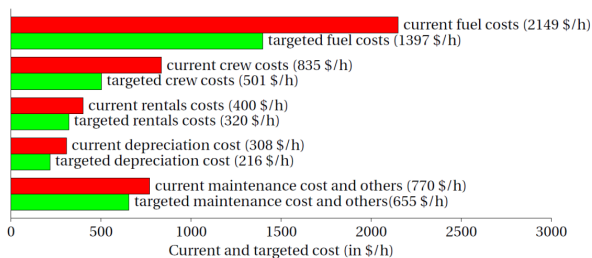 current fuel costs (2149 $/h)
targeted fuel costs (1397 $/h)
current crew costs (835 $/h)
targeted crew costs (501 $/h)
current rentals costs (400 $/h)
targeted rentals costs (320 $/h)
current depreciation cost (308 $/h)
targeted depreciation cost (216 $/h)
current maintenance cost and others (770 $/h)
targeted maintenance cost and others(655 $/h)
0 500 1000 1500 2000 2500 3000
Current and targeted cost (in $/h)